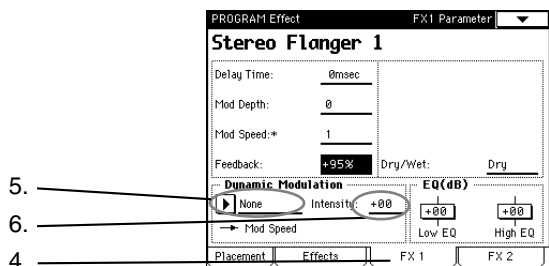 PROGRAM Effect FX1 Parameter
Stereo Flanger 1
Delay Time: 0msec
Mod Depth: 0
Mod Speed:* 1
Feedback: +95% Dry/Wet: Dry
Dynamic Modulation EQ(dB)
5. None Intensity: +00 +00 +00
6. Mod Speed Low EQ High EQ
4. Placement Effects FX 1 FX 2